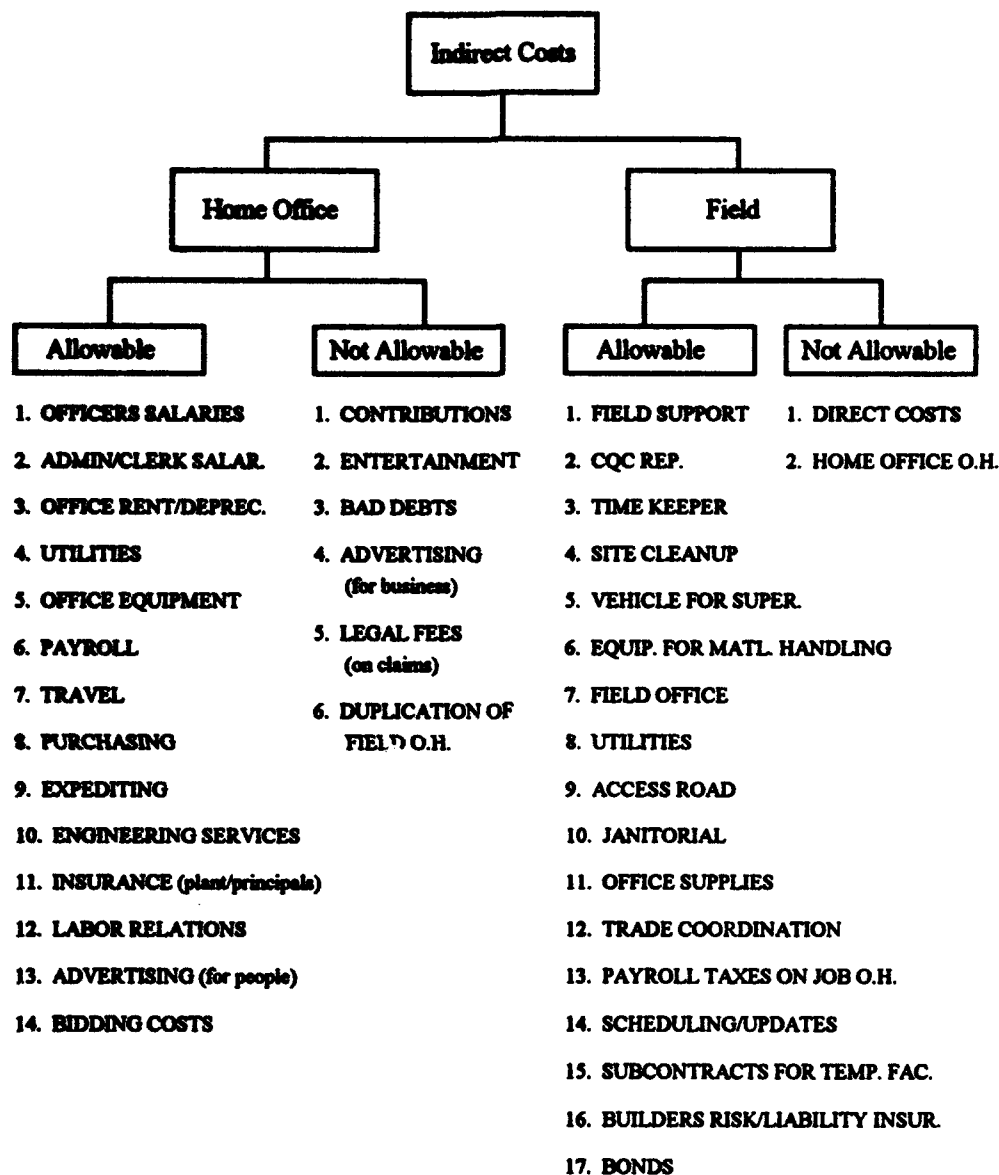 Indirect Costs
Home Office
Field
Allowable
Not Allowable
Allowable
Not Allowable
1. OFFICERS SALARIES
2. ADMIN/CLERK SALAR.
3. OFFICE RENT/DEPREC.
4. UTILITIES
5. OFFICE EQUIPMENT
6. PAYROLL
7. TRAVEL
8. PURCHASING
9. EXPEDITING
10. ENGINEERING SERVICES
11. INSURANCE (plant/principals)
12. LABOR RELATIONS
13. ADVERTISING (for people)
14. BIDDING COSTS
1. CONTRIBUTIONS
2. ENTERTAINMENT
3. BAD DEBTS
4. ADVERTISING
(for business)
5. LEGAL FEES
(on claims)
6. DUPLICATION OF
FIELD O.H.
1. FIELD SUPPORT
2. CQC REP.
3. TIME KEEPER
4. SITE CLEANUP
5. VEHICLE FOR SUPER.
6. EQUIP. FOR MATL. HANDLING
7. FIELD OFFICE
8. UTILITIES
9. ACCESS ROAD
10. JANITORIAL
11. OFFICE SUPPLIES
12. TRADE COORDINATION
13. PAYROLL TAXES ON JOB O.H.
14. SCHEDULING/UPDATES
15. SUBCONTRACTS FOR TEMP. FAC.
16. BUILDERS RISK/LIABILITY INSUR.
17. BONDS
1. DIRECT COSTS
2. HOME OFFICE O.H.